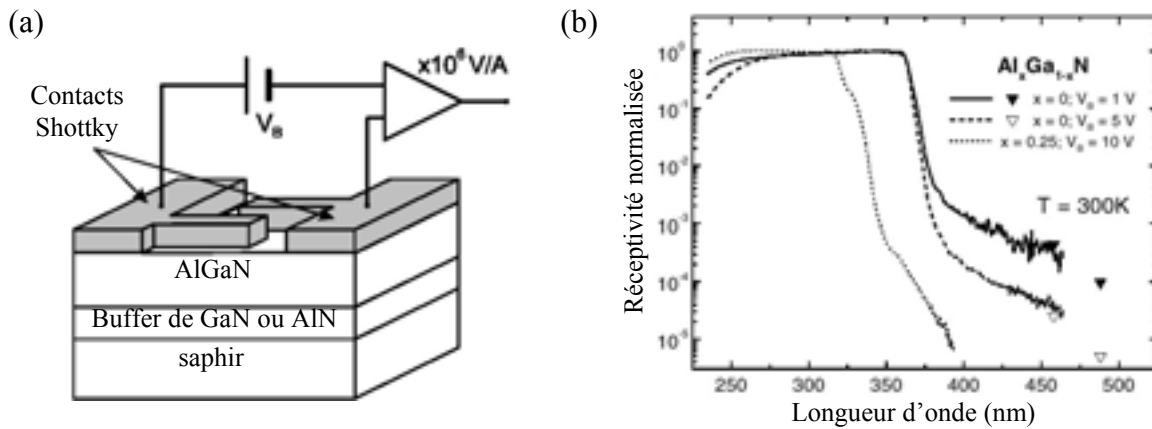 (a)
Contacts
Shottky
V_B
x10⁶ V/A
AlGaN
Buffer de GaN ou AlN
saphir
(b)
Réceptivité normalisée
10⁰
10⁻¹
10⁻²
10⁻³
10⁻⁴
10⁻⁵
AlₓGa₁₋ₓN
x = 0; V_B = 1 V
x = 0; V_B = 5 V
x = 0.25; V_B = 10 V
T = 300K
250 300 350 400 450 500
Longueur d’onde (nm)